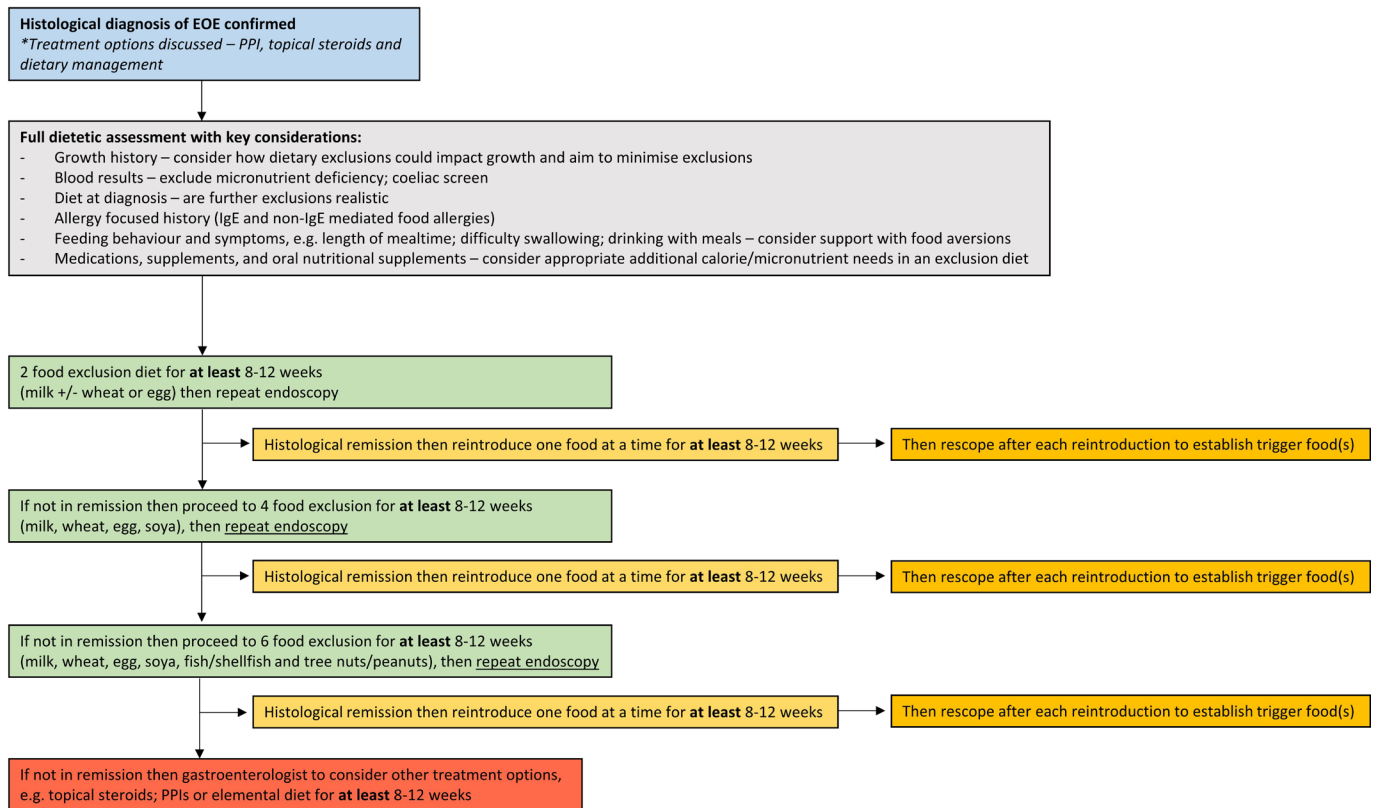 Histological diagnosis of EOE confirmed
*Treatment options discussed – PPI, topical steroids and
dietary management
Full dietetic assessment with key considerations:
- Growth history – consider how dietary exclusions could impact growth and aim to minimise exclusions
- Blood results – exclude micronutrient deficiency; coeliac screen
- Diet at diagnosis – are further exclusions realistic
- Allergy focused history (IgE and non-IgE mediated food allergies)
- Feeding behaviour and symptoms, e.g. length of mealtime; difficulty swallowing; drinking with meals – consider support with food aversions
- Medications, supplements, and oral nutritional supplements – consider appropriate additional calorie/micronutrient needs in an exclusion diet
2 food exclusion diet for at least 8-12 weeks
(milk +/- wheat or egg) then repeat endoscopy
Histological remission then reintroduce one food at a time for at least 8-12 weeks
Then rescope after each reintroduction to establish trigger food(s)
If not in remission then proceed to 4 food exclusion for at least 8-12 weeks
(milk, wheat, egg, soya), then repeat endoscopy
Histological remission then reintroduce one food at a time for at least 8-12 weeks
Then rescope after each reintroduction to establish trigger food(s)
If not in remission then proceed to 6 food exclusion for at least 8-12 weeks
(milk, wheat, egg, soya, fish/shellfish and tree nuts/peanuts), then repeat endoscopy
Histological remission then reintroduce one food at a time for at least 8-12 weeks
Then rescope after each reintroduction to establish trigger food(s)
If not in remission then gastroenterologist to consider other treatment options,
e.g. topical steroids; PPIs or elemental diet for at least 8-12 weeks